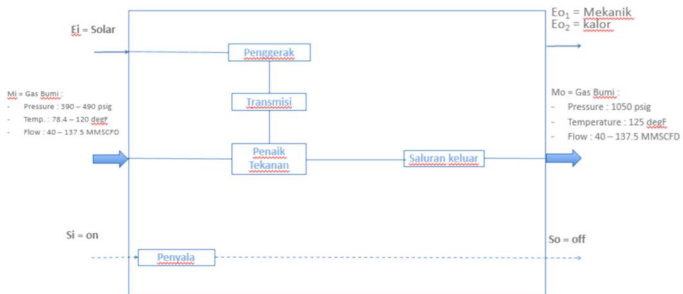 Ei = Solar
Eo₁ = Mekanik
Eo₂ = kalor
Penggerak
Mi = Gas Bumi :
- Pressure : 390 – 490 psig
- Temp. : 78.4 – 120 degF
- Flow : 40 – 137.5 MMSCFD
Transmisi
Mo = Gas Bumi :
- Pressure : 1050 psig
- Temperature : 125 degF
- Flow : 40 – 137.5 MMSCFD
Penaik
Tekanan
Saluran keluar
Si = on
So = off
Penyala